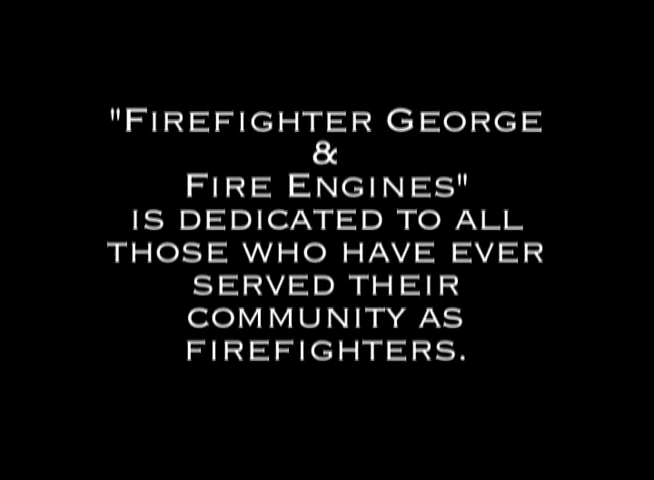 "FIREFIGHTER GEORGE
&
FIRE ENGINES"
IS DEDICATED TO ALL
THOSE WHO HAVE EVER
SERVED THEIR
COMMUNITY AS
FIREFIGHTERS.